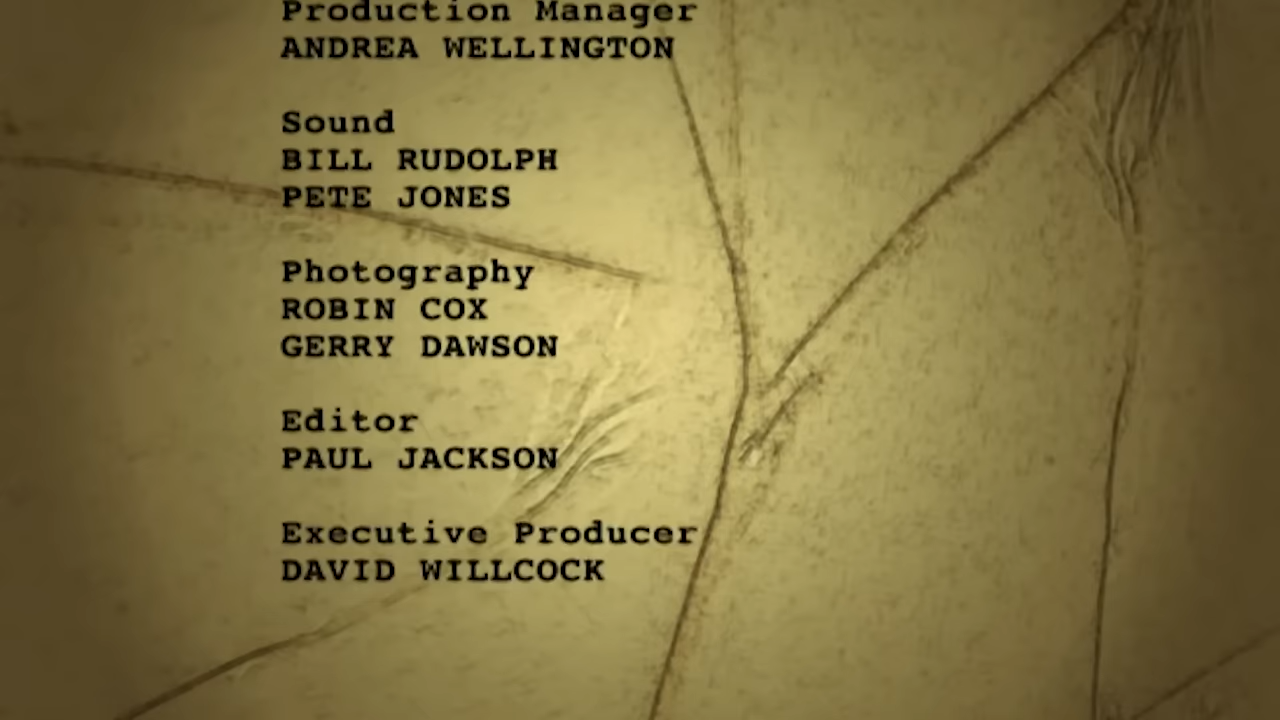 Production Manager
ANDREA WELLINGTON
Sound
BILL RUDOLPH
PETE JONES
Photography
ROBIN COX
GERRY DAWSON
Editor
PAUL JACKSON
Executive Producer
DAVID WILLCOCK